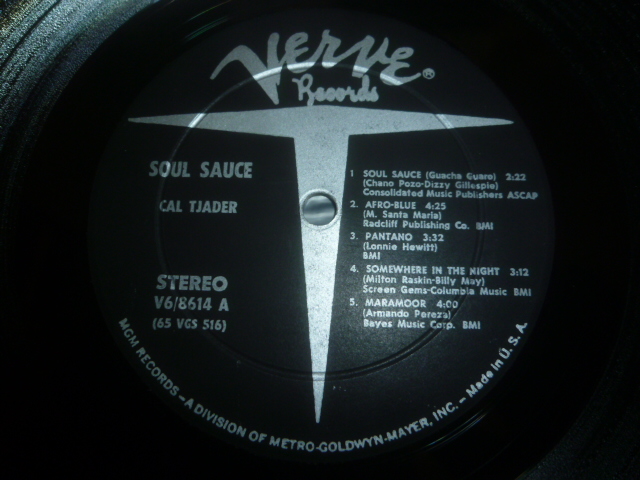 Verve®
Records
SOUL SAUCE
CAL TJADER
STEREO
V6/8614 A
(65 VGS 516)
1 SOUL SAUCE (Guacha Guaro) 2:22
(Chano Pozo-Dizzy Gillespie)
Consolidated Music Publishers ASCAP
2. AFRO-BLUE 4:25
(M. Santa Maria)
Radcliff Publishing Co. BMI
3. PANTANO 3:32
(Lonnie Hewitt)
BMI
4. SOMEWHERE IN THE NIGHT 3:12
(Milton Raskin-Billy May)
Screen Gems-Columbia Music BMI
5. MARAMOOR 4:00
(Armando Pereza)
Bayes Music Corp. BMI
MGM RECORDS – A DIVISION OF METRO-GOLDWYN-MAYER, INC. – Made in U.S.A.